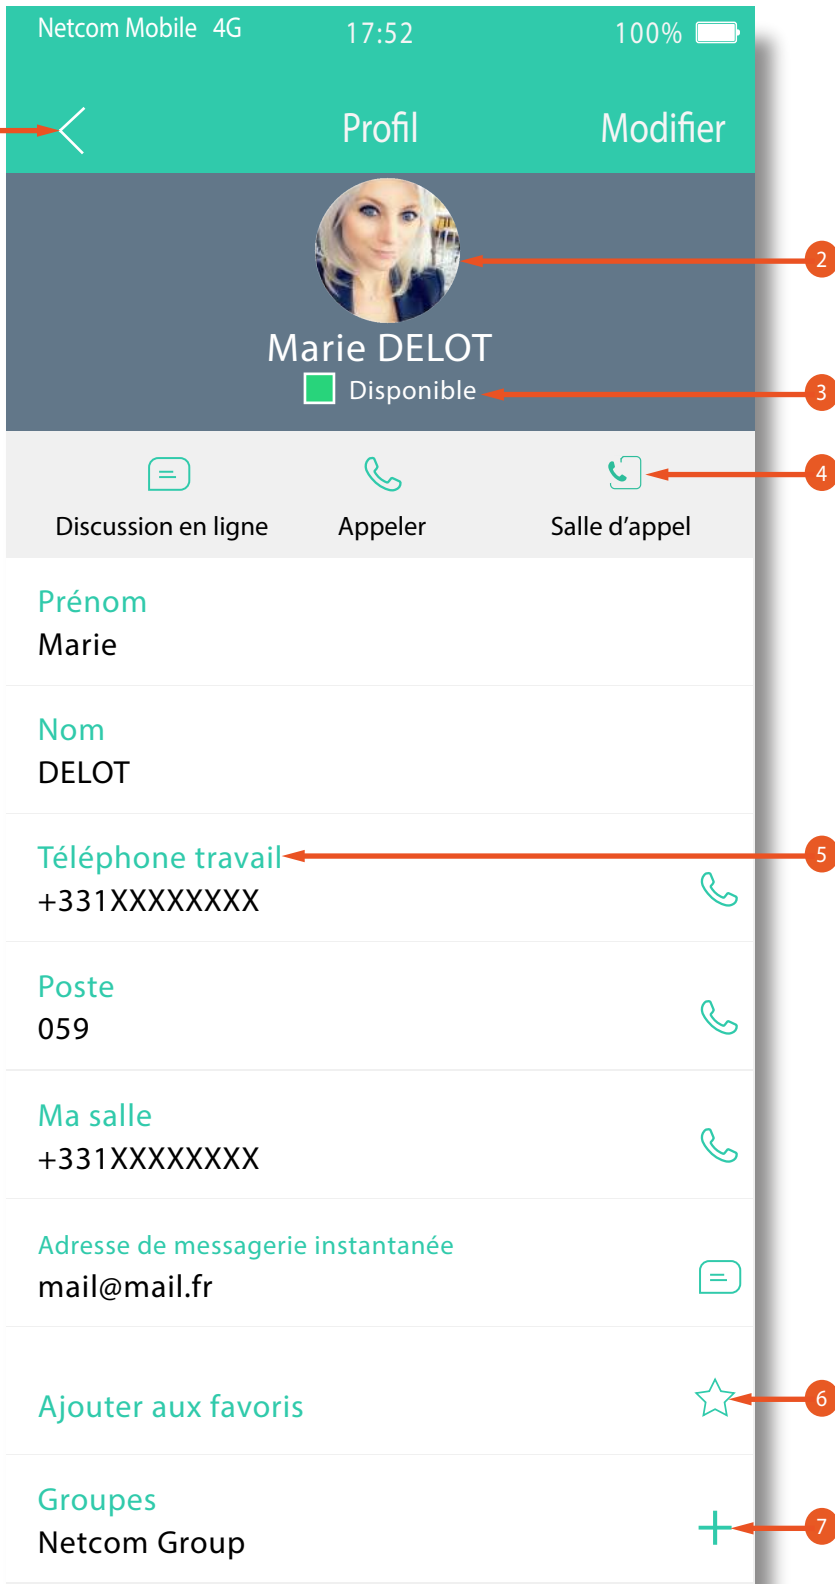 Netcom Mobile 4G 17:52 100%
Profil Modifier
2
Marie DELOT
Disponible 3
4
Discussion en ligne Appeler Salle d'appel
Prénom
Marie
Nom
DELOT
Téléphone travail 5
+331XXXXXXXX
Poste
059
Ma salle
+331XXXXXXXX
Adresse de messagerie instantanée
mail@mail.fr
Ajouter aux favoris 6
Groupes
Netcom Group 7